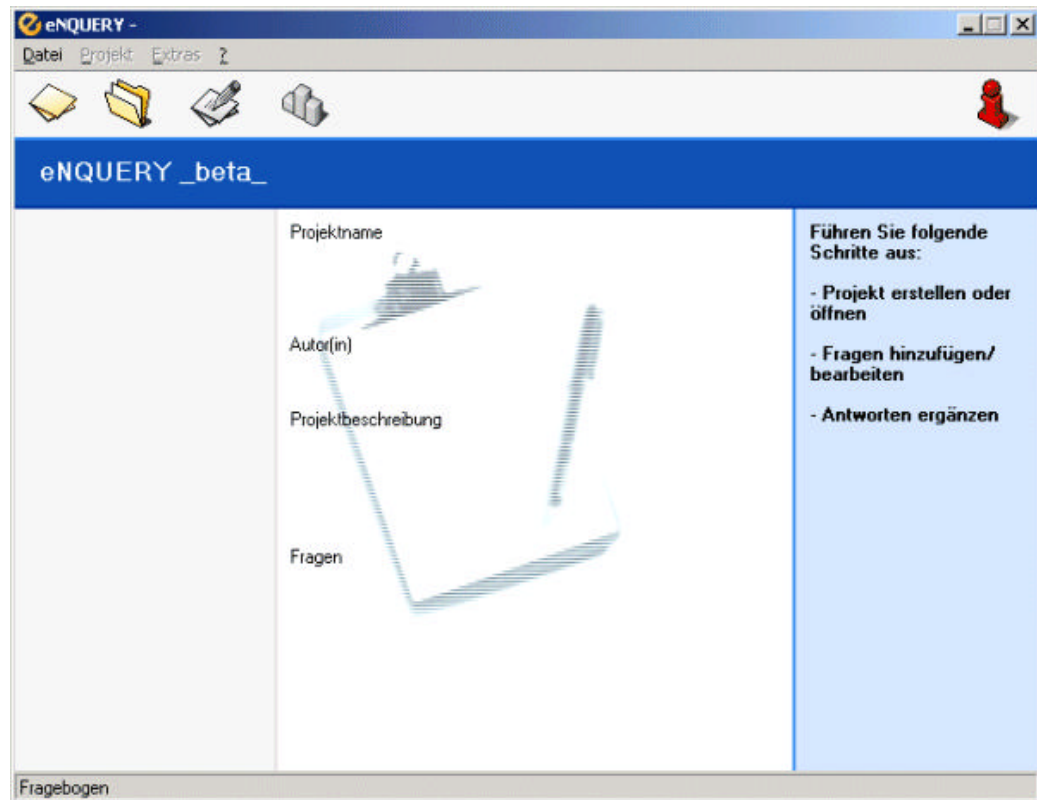 eNQUERY -
Datei Projekt Extras ?
eNQUERY _beta_
Projektname
Autor(in)
Projektbeschreibung
Fragen
Führen Sie folgende
Schritte aus:
- Projekt erstellen oder
öffnen
- Fragen hinzufügen/
bearbeiten
- Antworten ergänzen
Fragebogen